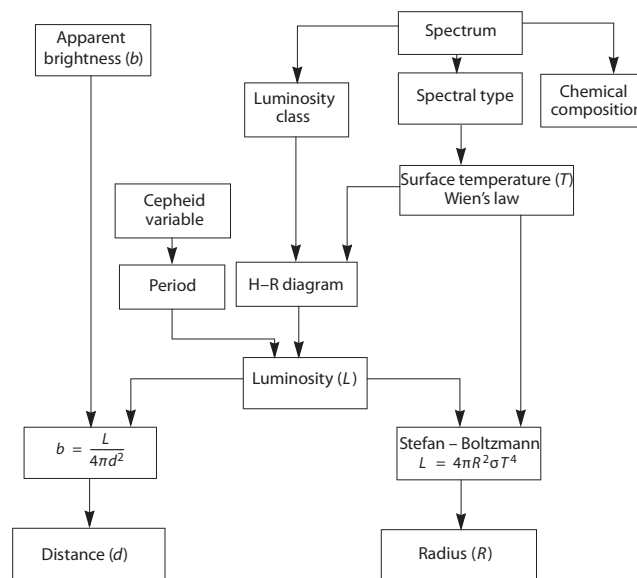 Apparent
brightness (b)
Spectrum
Luminosity
class
Spectral type
Chemical
composition
Surface temperature (T)
Wien's law
Cepheid
variable
Period
H–R diagram
Luminosity (L)
b = L / 4πd²
Stefan – Boltzmann
L = 4πR²σT⁴
Distance (d)
Radius (R)